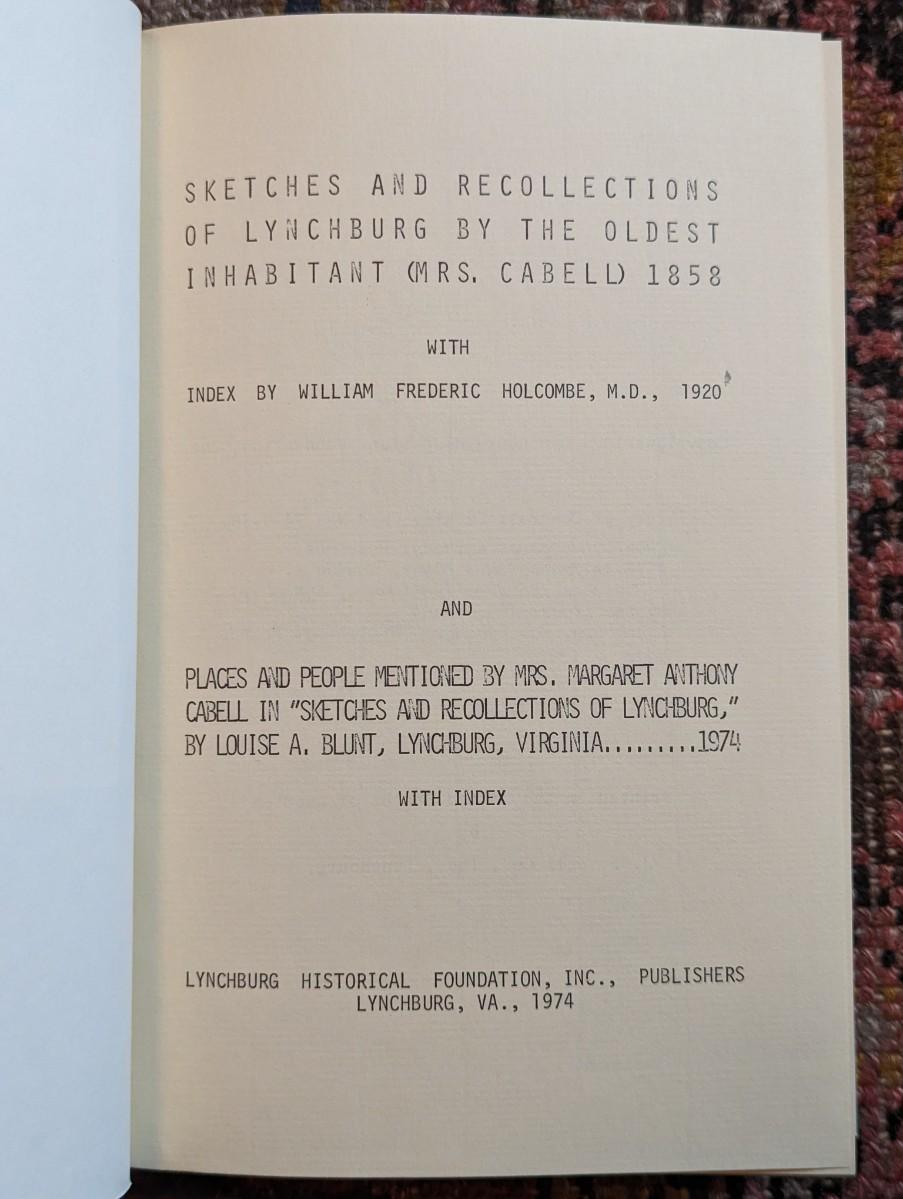 SKETCHES AND RECOLLECTIONS
OF LYNCHBURG BY THE OLDEST
INHABITANT (MRS. CABELL) 1858
WITH
INDEX BY WILLIAM FREDERIC HOLCOMBE, M.D., 1920
AND
PLACES AND PEOPLE MENTIONED BY MRS. MARGARET ANTHONY
CABELL IN "SKETCHES AND RECOLLECTIONS OF LYNCHBURG,"
BY LOUISE A. BLUNT, LYNCHBURG, VIRGINIA.........1974
WITH INDEX
LYNCHBURG HISTORICAL FOUNDATION, INC., PUBLISHERS
LYNCHBURG, VA., 1974